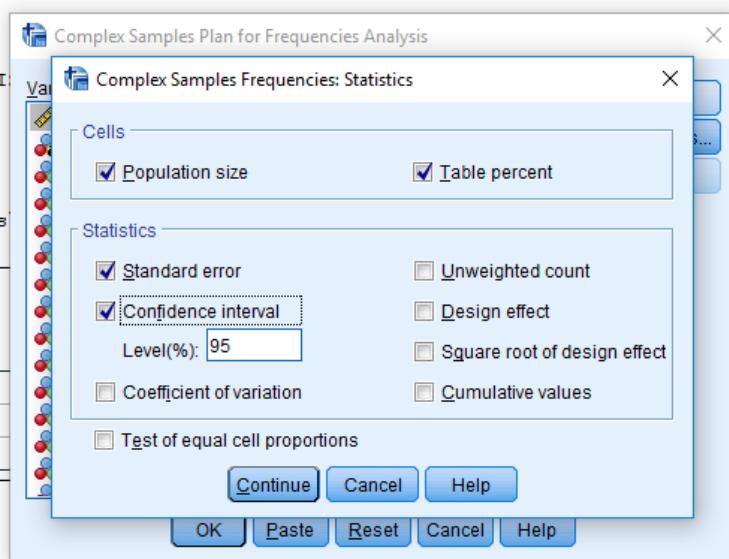 Complex Samples Plan for Frequencies Analysis
Complex Samples Frequencies: Statistics
Cells
Population size
Table percent
Statistics
Standard error
Unweighted count
Confidence interval
Design effect
Level(%): 95
Square root of design effect
Coefficient of variation
Cumulative values
Test of equal cell proportions
Continue
Cancel
Help
OK
Paste
Reset
Cancel
Help